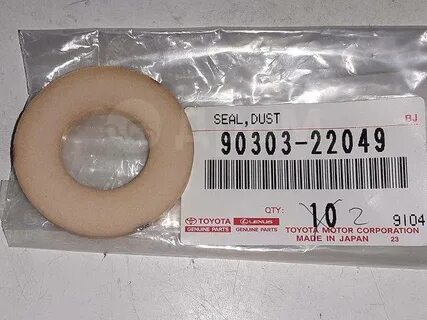 SEAL,DUST BJ
90303-22049
QTY: 10 2 9104
TOYOTA LEXUS TOYOTA MOTOR CORPORATION
GENUINE PARTS GENUINE PARTS MADE IN JAPAN 23